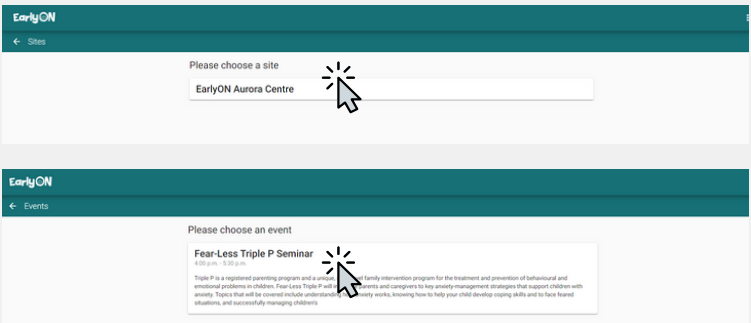 EarlyON
← Sites
Please choose a site
EarlyON Aurora Centre
EarlyON
← Events
Please choose an event
Fear-Less Triple P Seminar
4:00 p.m. - 5:30 p.m.
Triple P is a registered parenting program and a unique, family intervention program for the treatment and prevention of behavioural and
emotional problems in children. Fear-Less Triple P will parents and caregivers to key anxiety-management strategies that support children with
anxiety. Topics that will be covered include understanding anxiety works, knowing how to help your child develop coping skills and to face feared
situations, and successfully managing children's